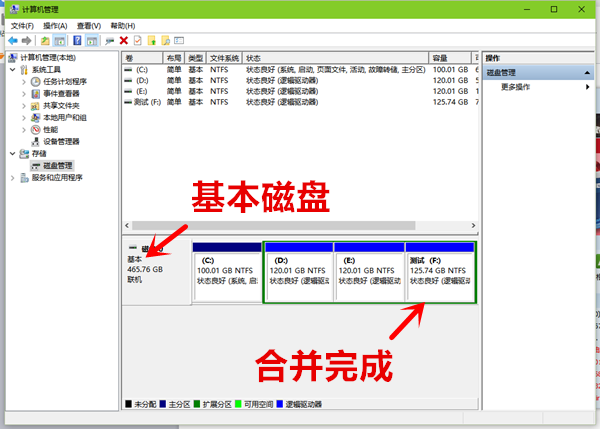 计算机管理
文件(F) 操作(A) 查看(V) 帮助(H)
计算机管理(本地)
系统工具
任务计划程序
事件查看器
共享文件夹
本地用户和组
性能
设备管理器
存储
磁盘管理
服务和应用程序
卷 布局 类型 文件系统 状态 容量
(C:) 简单 基本 NTFS 状态良好 (系统, 启动, 页面文件, 活动, 故障转储, 主分区) 100.01 GB 6
(D:) 简单 基本 NTFS 状态良好 (逻辑驱动器) 120.01 GB 6
(E:) 简单 基本 NTFS 状态良好 (逻辑驱动器) 120.01 GB 1
测试 (F:) 简单 基本 NTFS 状态良好 (逻辑驱动器) 125.74 GB 7
操作
磁盘管理
更多操作
基本磁盘
基本
465.76 GB
联机
(C:)
100.01 GB NTFS
状态良好 (系统, 启
(D:)
120.01 GB NTFS
状态良好 (逻辑驱动
(E:)
120.01 GB NTFS
状态良好 (逻辑驱动
测试 (F:)
125.74 GB NTFS
状态良好 (逻辑驱动
合并完成
未分配 主分区 扩展分区 可用空间 逻辑驱动器